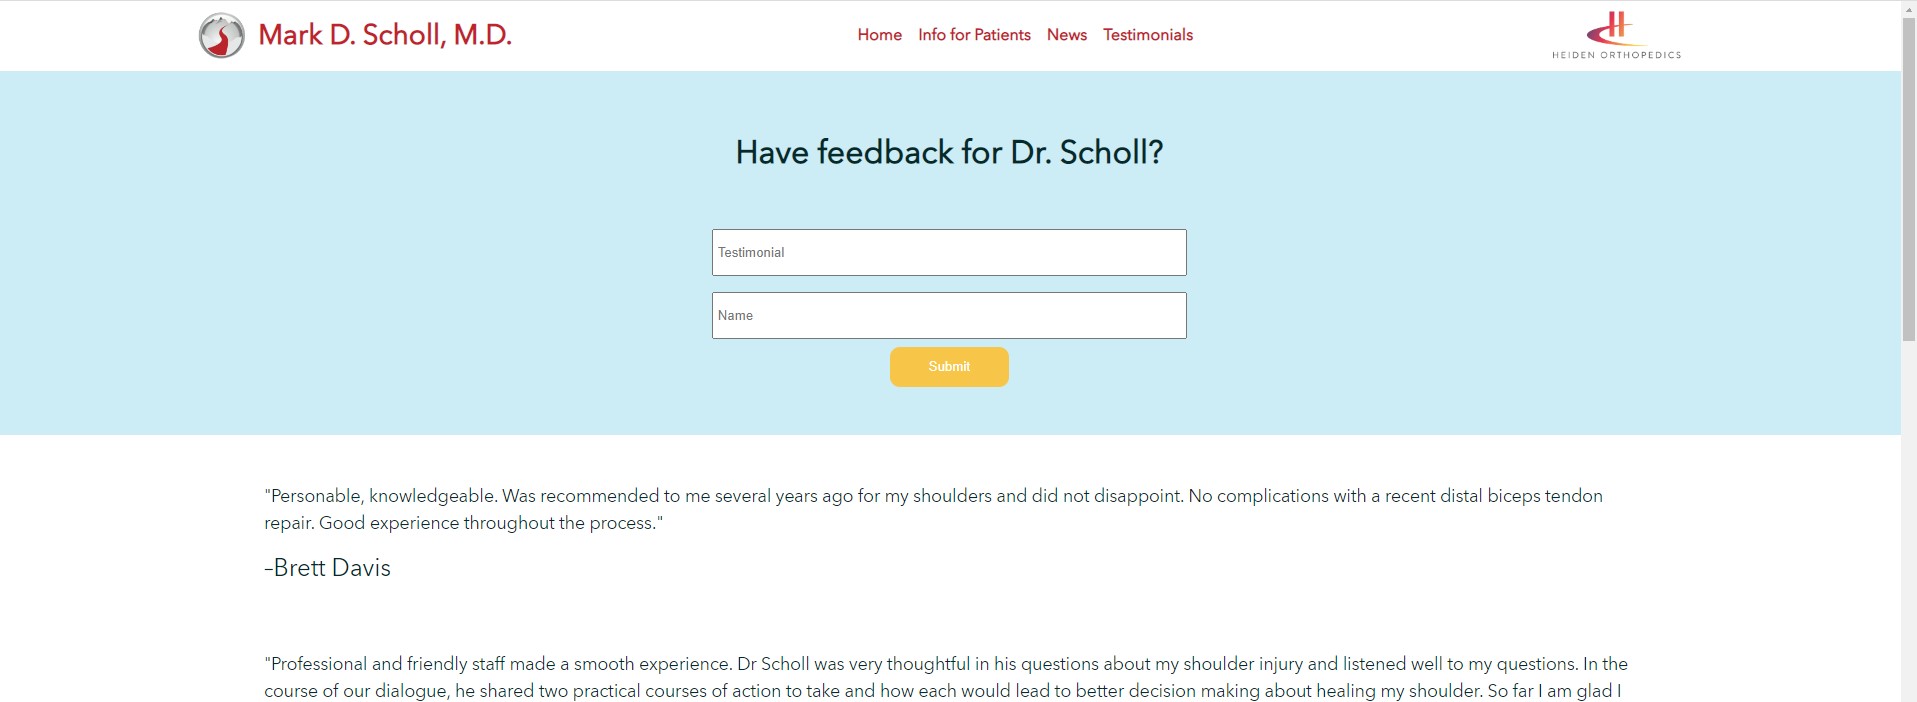 Mark D. Scholl, M.D.
Home Info for Patients News Testimonials
HEIDEN ORTHOPEDICS
Have feedback for Dr. Scholl?
Testimonial
Name
Submit
"Personable, knowledgeable. Was recommended to me several years ago for my shoulders and did not disappoint. No complications with a recent distal biceps tendon
repair. Good experience throughout the process."
–Brett Davis
"Professional and friendly staff made a smooth experience. Dr Scholl was very thoughtful in his questions about my shoulder injury and listened well to my questions. In the
course of our dialogue, he shared two practical courses of action to take and how each would lead to better decision making about healing my shoulder. So far I am glad I